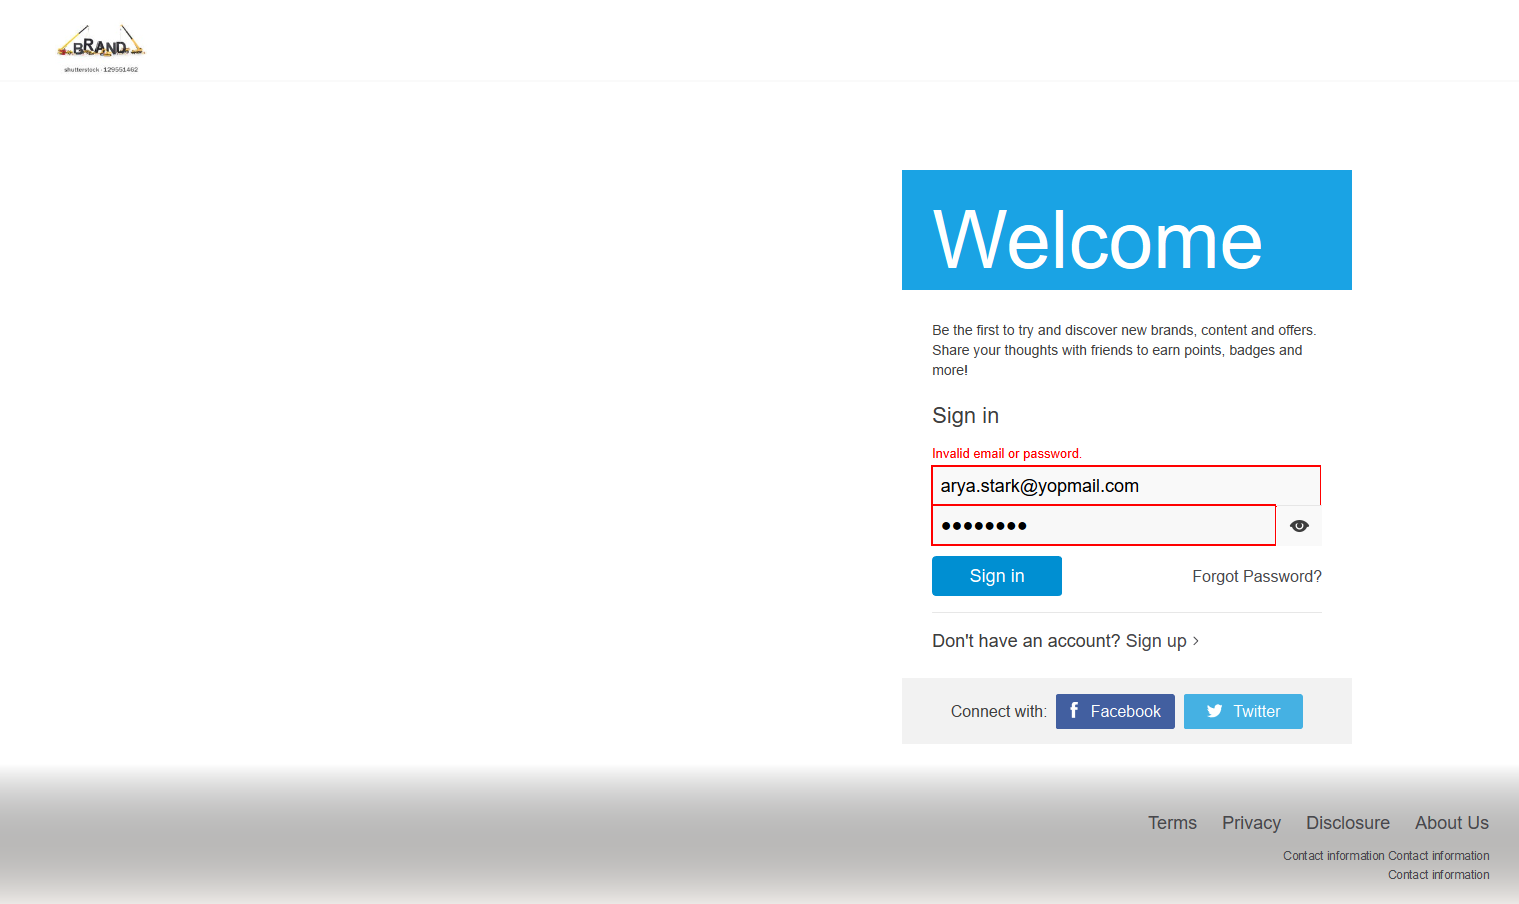 BRAND
shutterstock · 129551462
Welcome
Be the first to try and discover new brands, content and offers.
Share your thoughts with friends to earn points, badges and
more!
Sign in
Invalid email or password.
arya.stark@yopmail.com
●●●●●●●●
Sign in
Forgot Password?
Don't have an account? Sign up >
Connect with:
f Facebook
Twitter
Terms Privacy Disclosure About Us
Contact information Contact information
Contact information